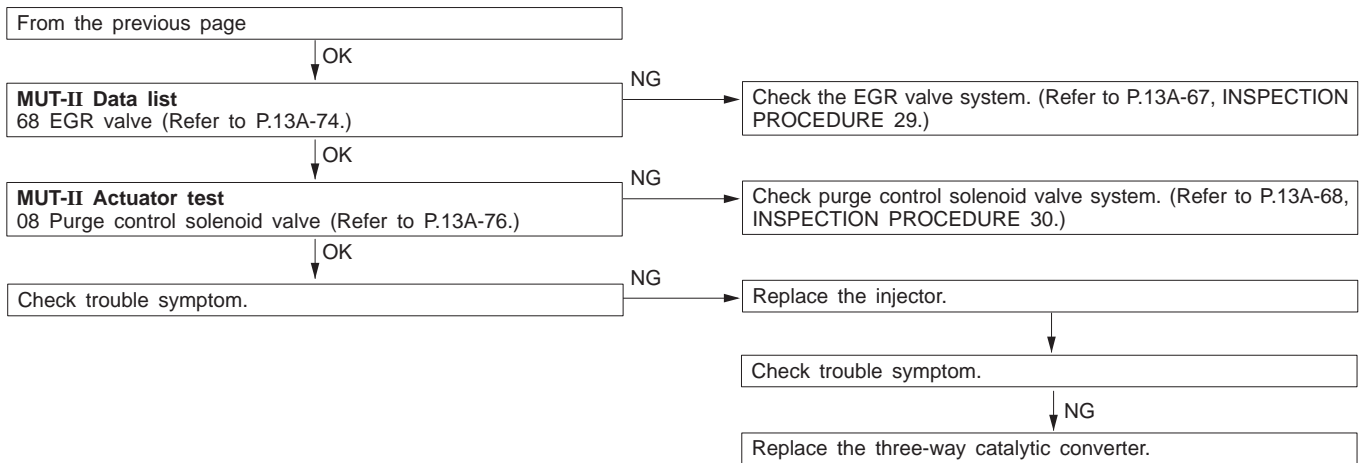 From the previous page
OK
MUT-II Data list
68 EGR valve (Refer to P.13A-74.)
NG
Check the EGR valve system. (Refer to P.13A-67, INSPECTION
PROCEDURE 29.)
OK
MUT-II Actuator test
08 Purge control solenoid valve (Refer to P.13A-76.)
NG
Check purge control solenoid valve system. (Refer to P.13A-68,
INSPECTION PROCEDURE 30.)
OK
Check trouble symptom.
NG
Replace the injector.
Check trouble symptom.
NG
Replace the three-way catalytic converter.